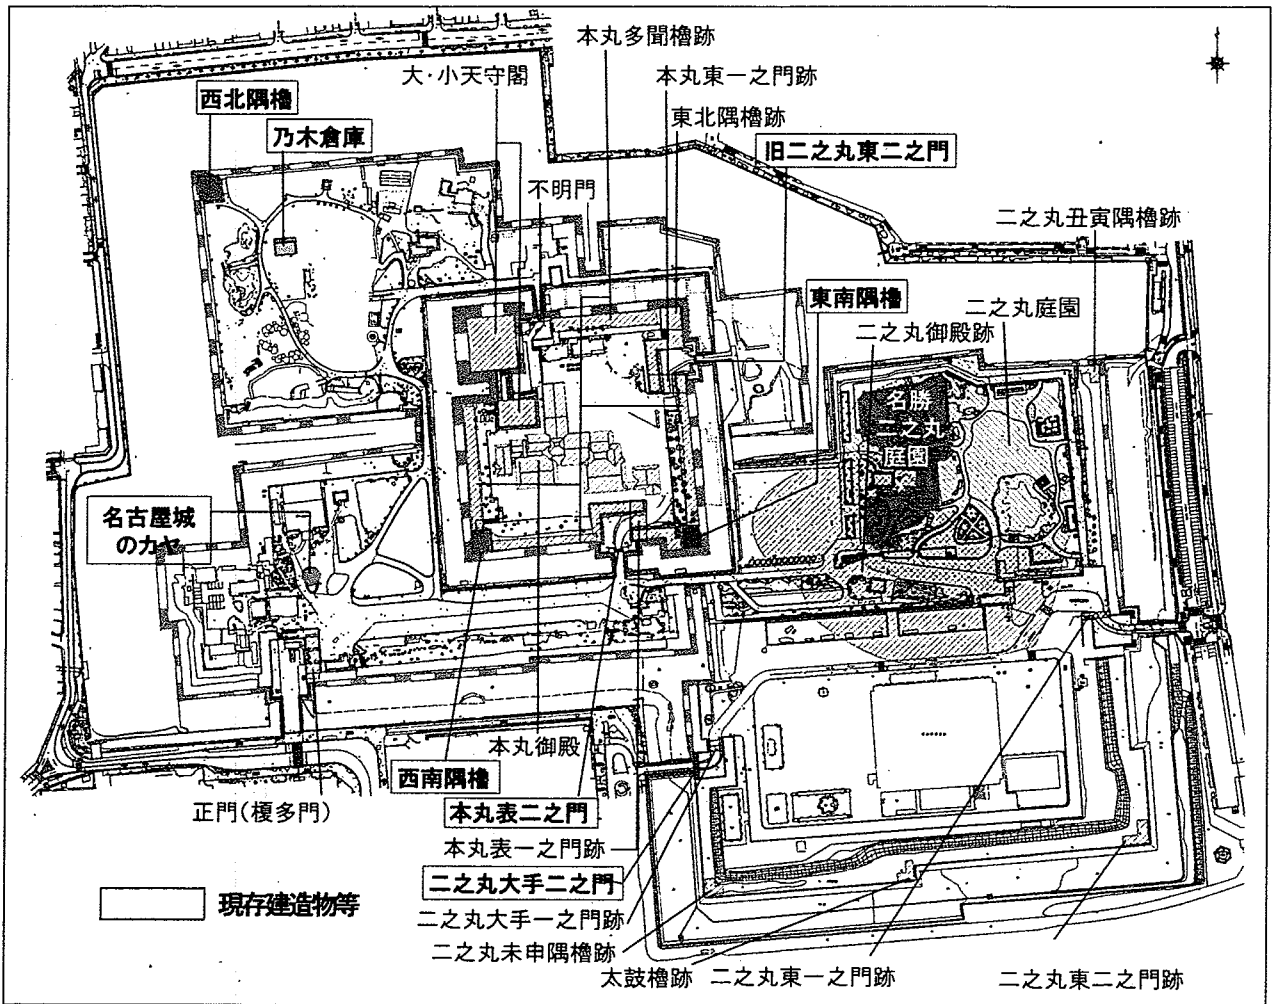 本丸多聞櫓跡
大・小天守閣
本丸東一之門跡
西北隅櫓
東北隅櫓跡
乃木倉庫
旧二之丸東二之門
不明門
二之丸丑寅隅櫓跡
東南隅櫓
二之丸庭園
二之丸御殿跡
名勝
二之丸
庭園
名古屋城
のカヤ
本丸御殿
西南隅櫓
正門(榎多門)
本丸表二之門
本丸表一之門跡
二之丸大手二之門
現存建造物等
二之丸大手一之門跡
二之丸未申隅櫓跡
太鼓櫓跡
二之丸東一之門跡
二之丸東二之門跡